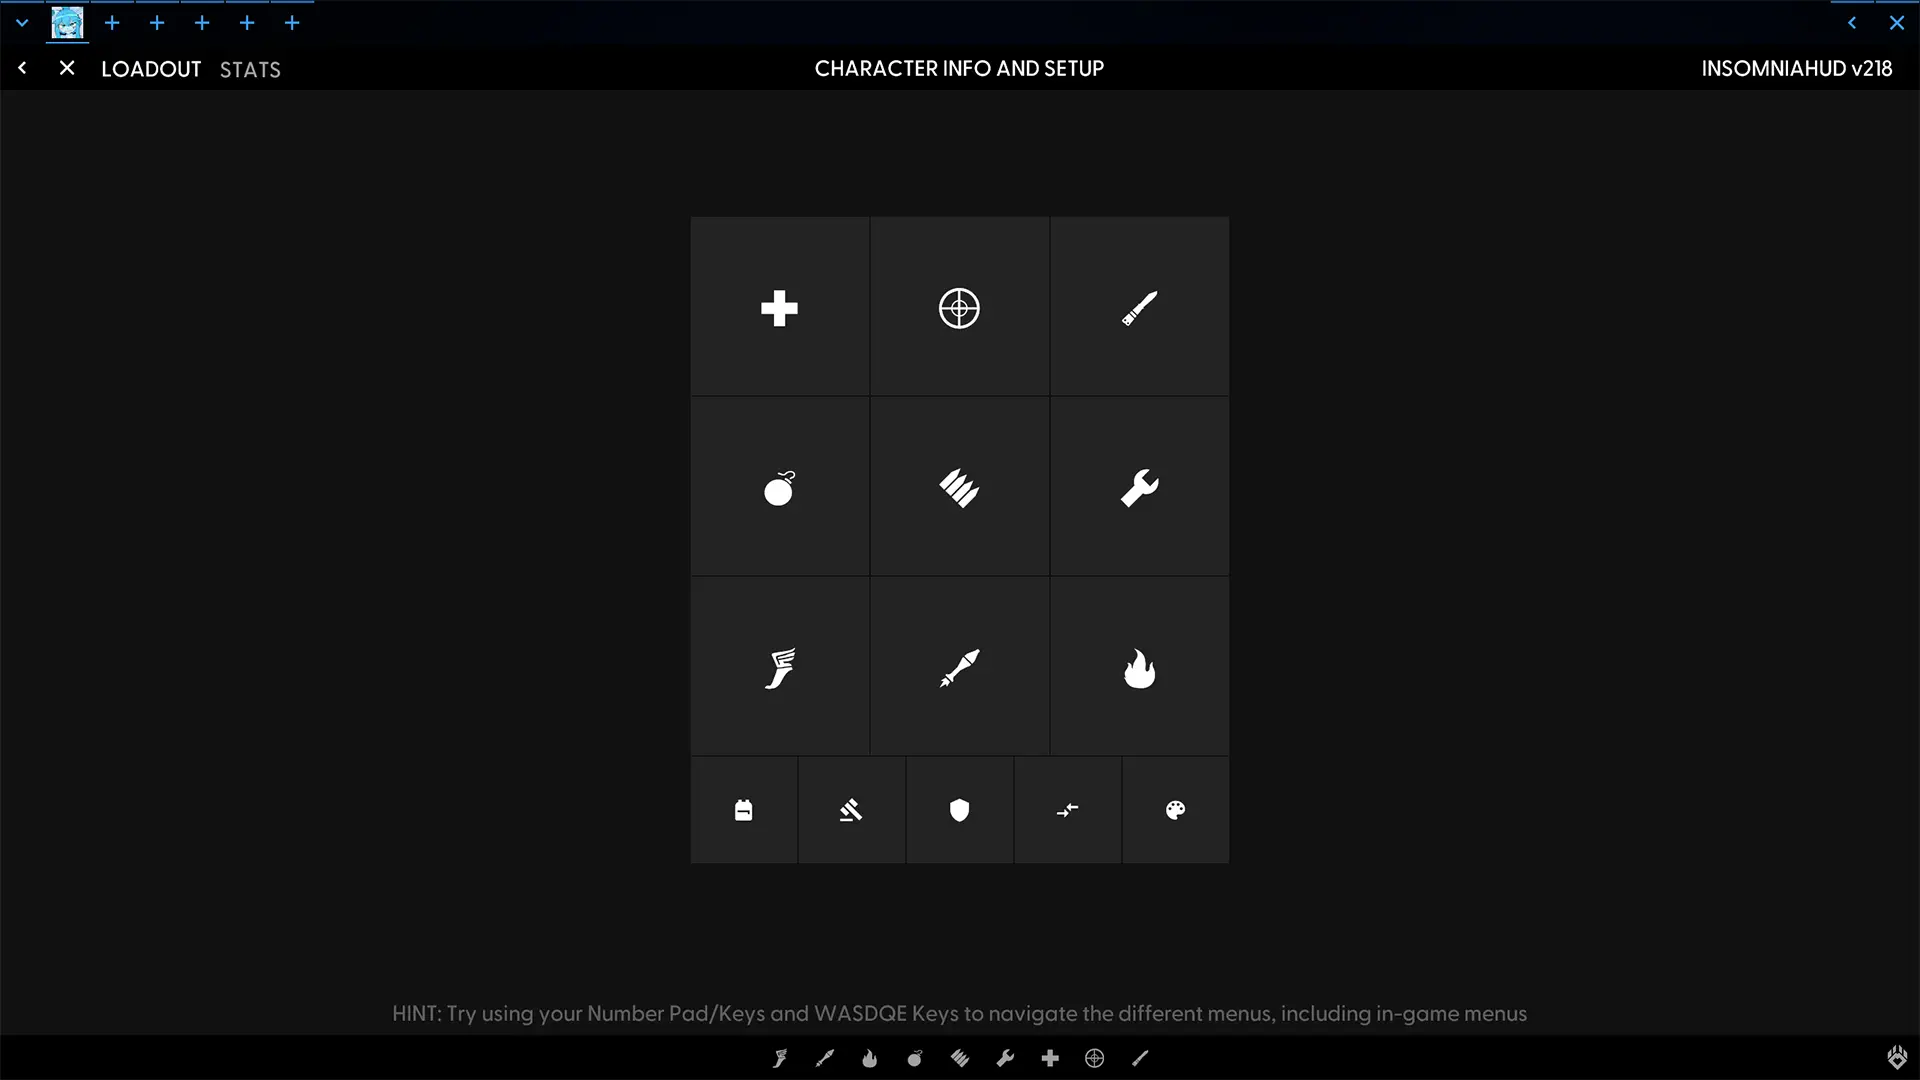 LOADOUT STATS
CHARACTER INFO AND SETUP
INSOMNIAHUD v218
HINT: Try using your Number Pad/Keys and WASDQE Keys to navigate the different menus, including in-game menus